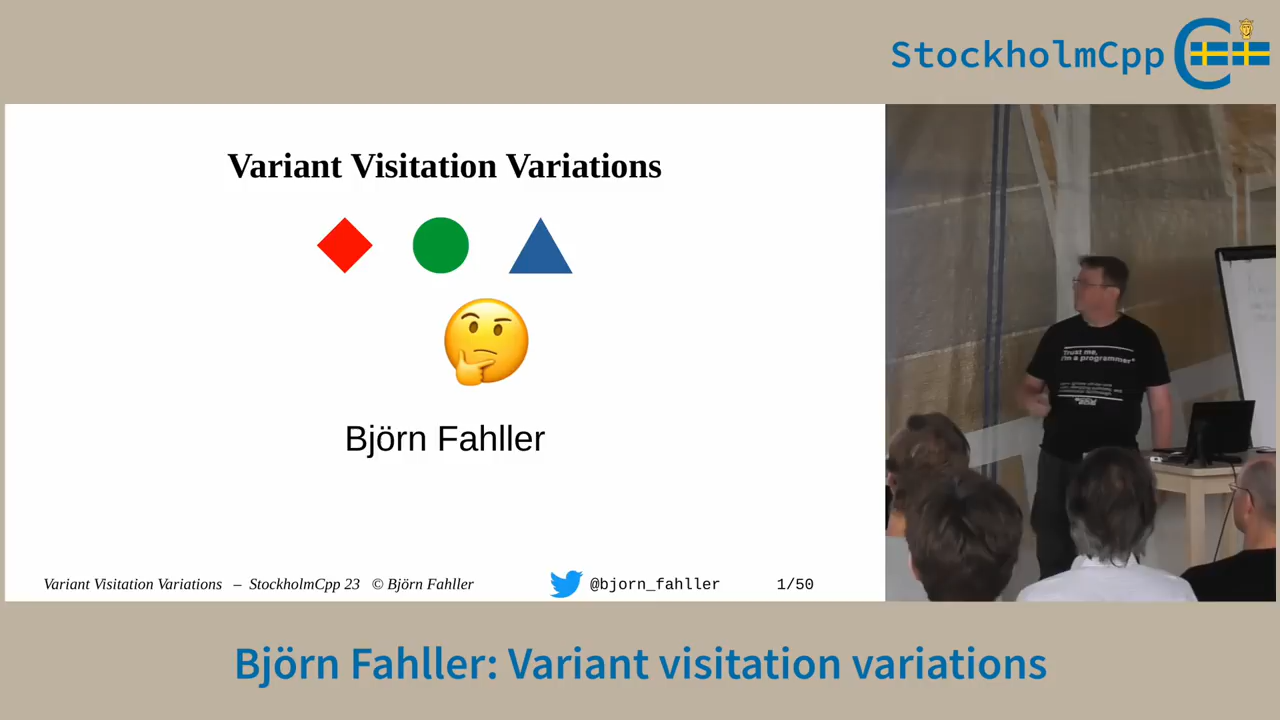 StockholmCpp
Variant Visitation Variations
Björn Fahller
Trust me,
I'm a programmer*
Variant Visitation Variations – StockholmCpp 23 © Björn Fahller
@bjorn_fahller
1/50
Björn Fahller: Variant visitation variations